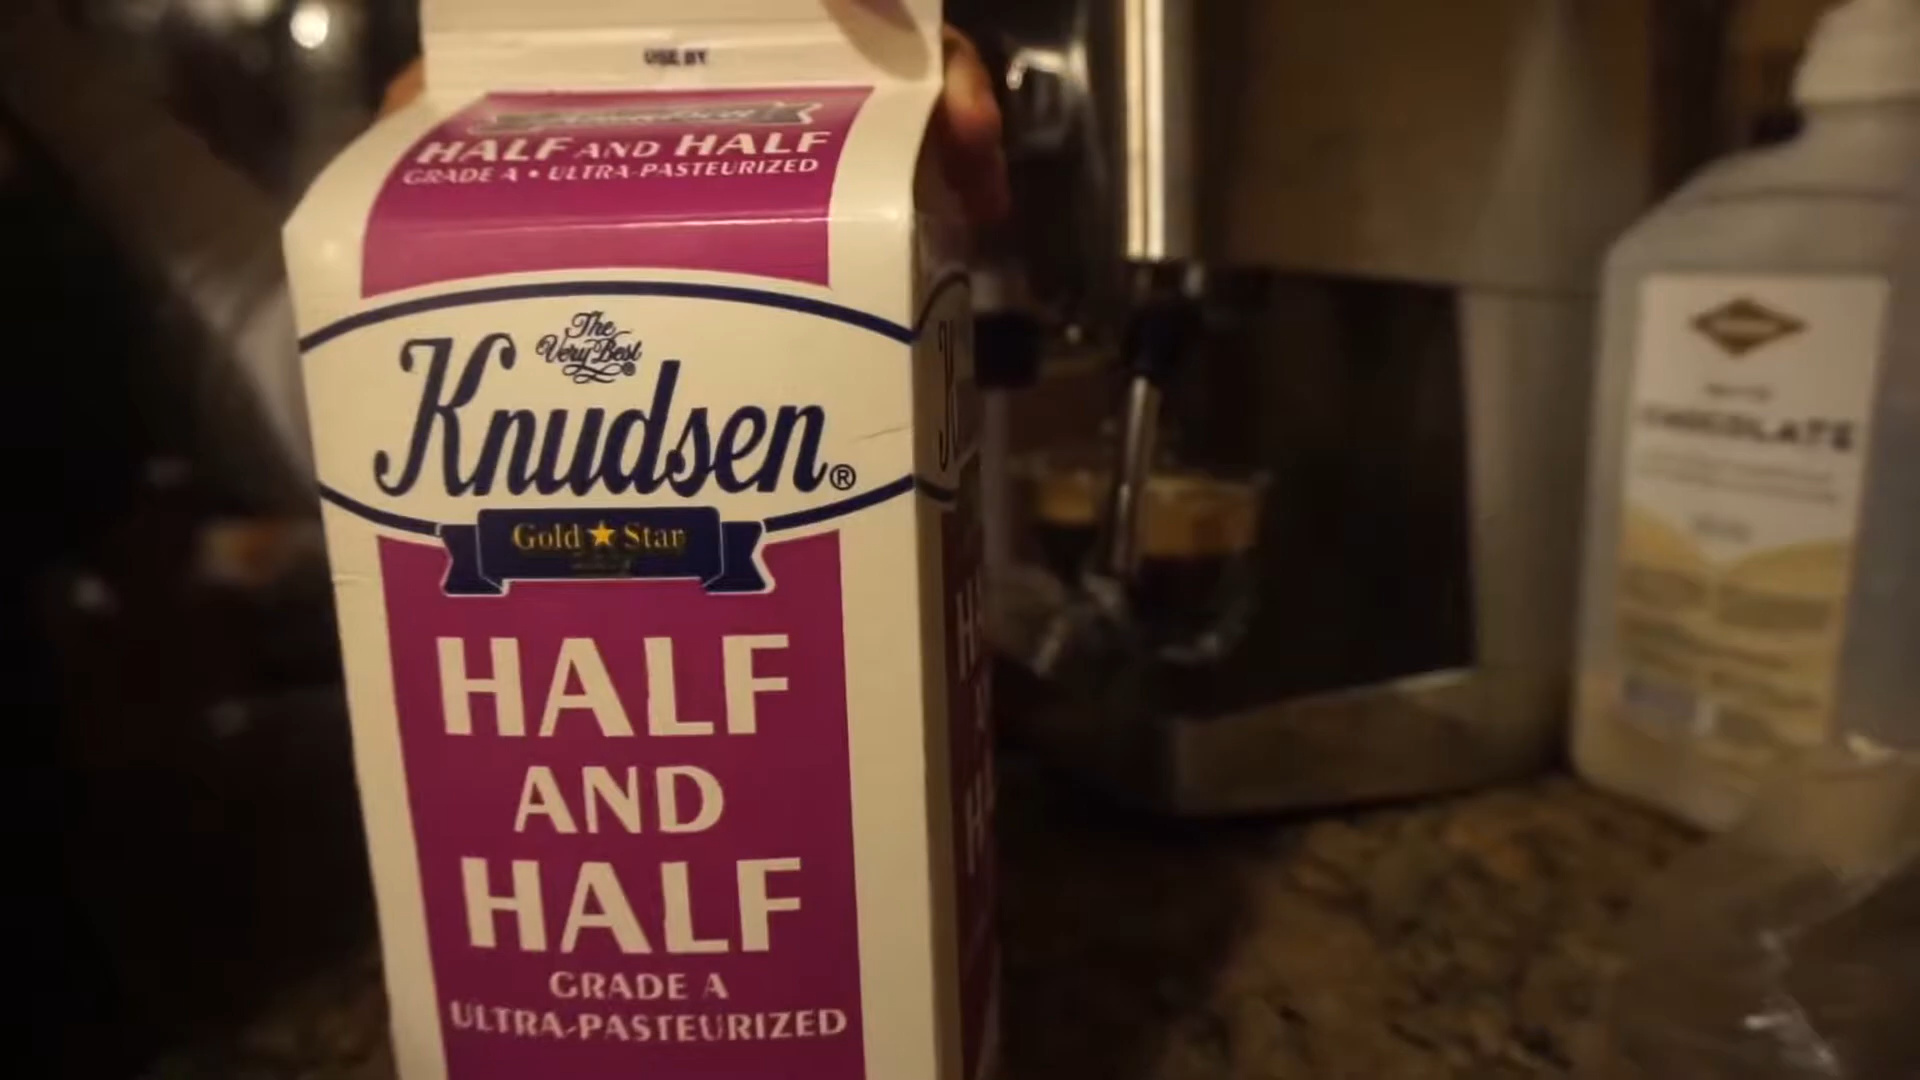 USE BY
HALF AND HALF
GRADE A • ULTRA-PASTEURIZED
The
Very Best®
Knudsen®
Gold ★ Star
HALF
AND
HALF
GRADE A
ULTRA-PASTEURIZED
CHOCOLATE